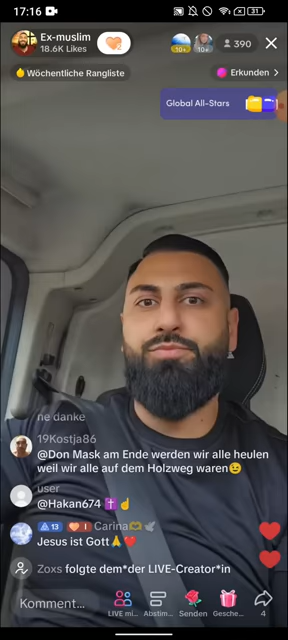 17:16
31
Ex-muslim
18.6K Likes
10+
10+
390
Wöchentliche Rangliste
Erkunden >
Global All-Stars
ne danke
19Kostja86
@Don Mask am Ende werden wir alle heulen
weil wir alle auf dem Holzweg waren😉
user
@Hakan674 ✝️☝️
13 I Carina🫶🕊
Jesus ist Gott🙏❤️
Zoxs folgte dem*der LIVE-Creator*in
Kommentar...
LIVE mi...
Abstim...
Senden
Gesche...
4